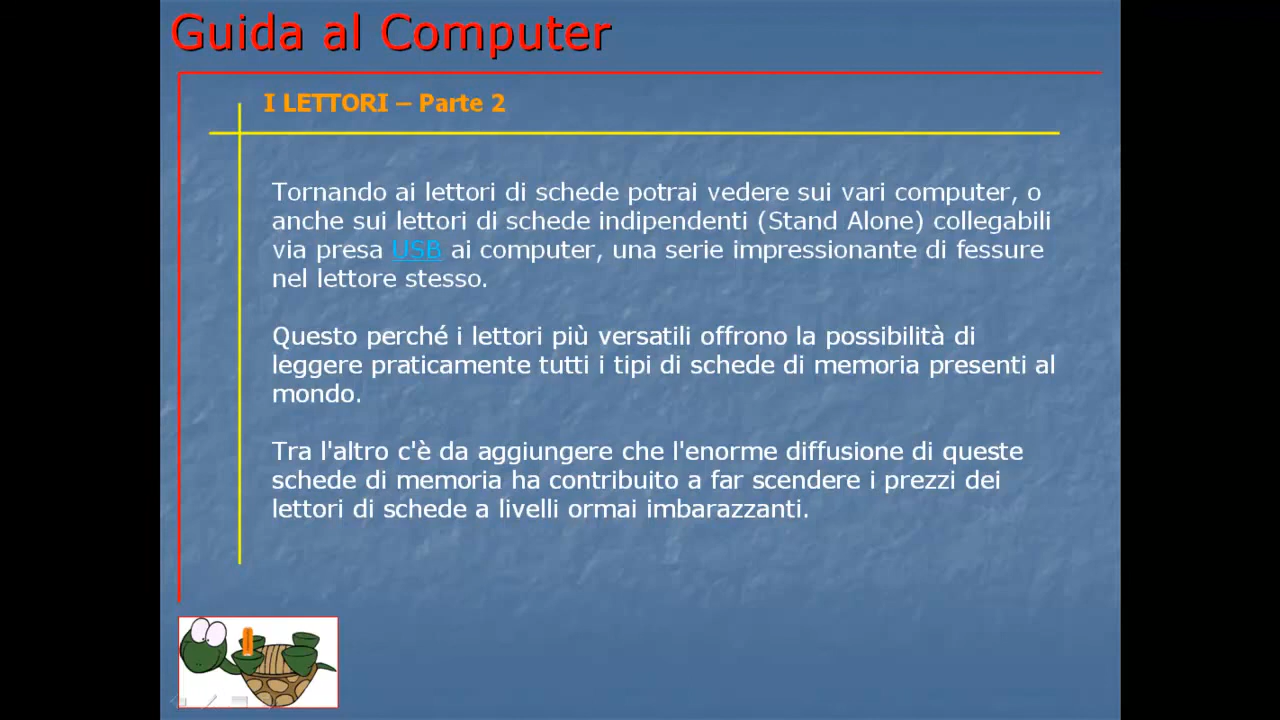 Guida al Computer
I LETTORI – Parte 2
Tornando ai lettori di schede potrai vedere sui vari computer, o
anche sui lettori di schede indipendenti (Stand Alone) collegabili
via presa USB ai computer, una serie impressionante di fessure
nel lettore stesso.
Questo perché i lettori più versatili offrono la possibilità di
leggere praticamente tutti i tipi di schede di memoria presenti al
mondo.
Tra l'altro c'è da aggiungere che l'enorme diffusione di queste
schede di memoria ha contribuito a far scendere i prezzi dei
lettori di schede a livelli ormai imbarazzanti.